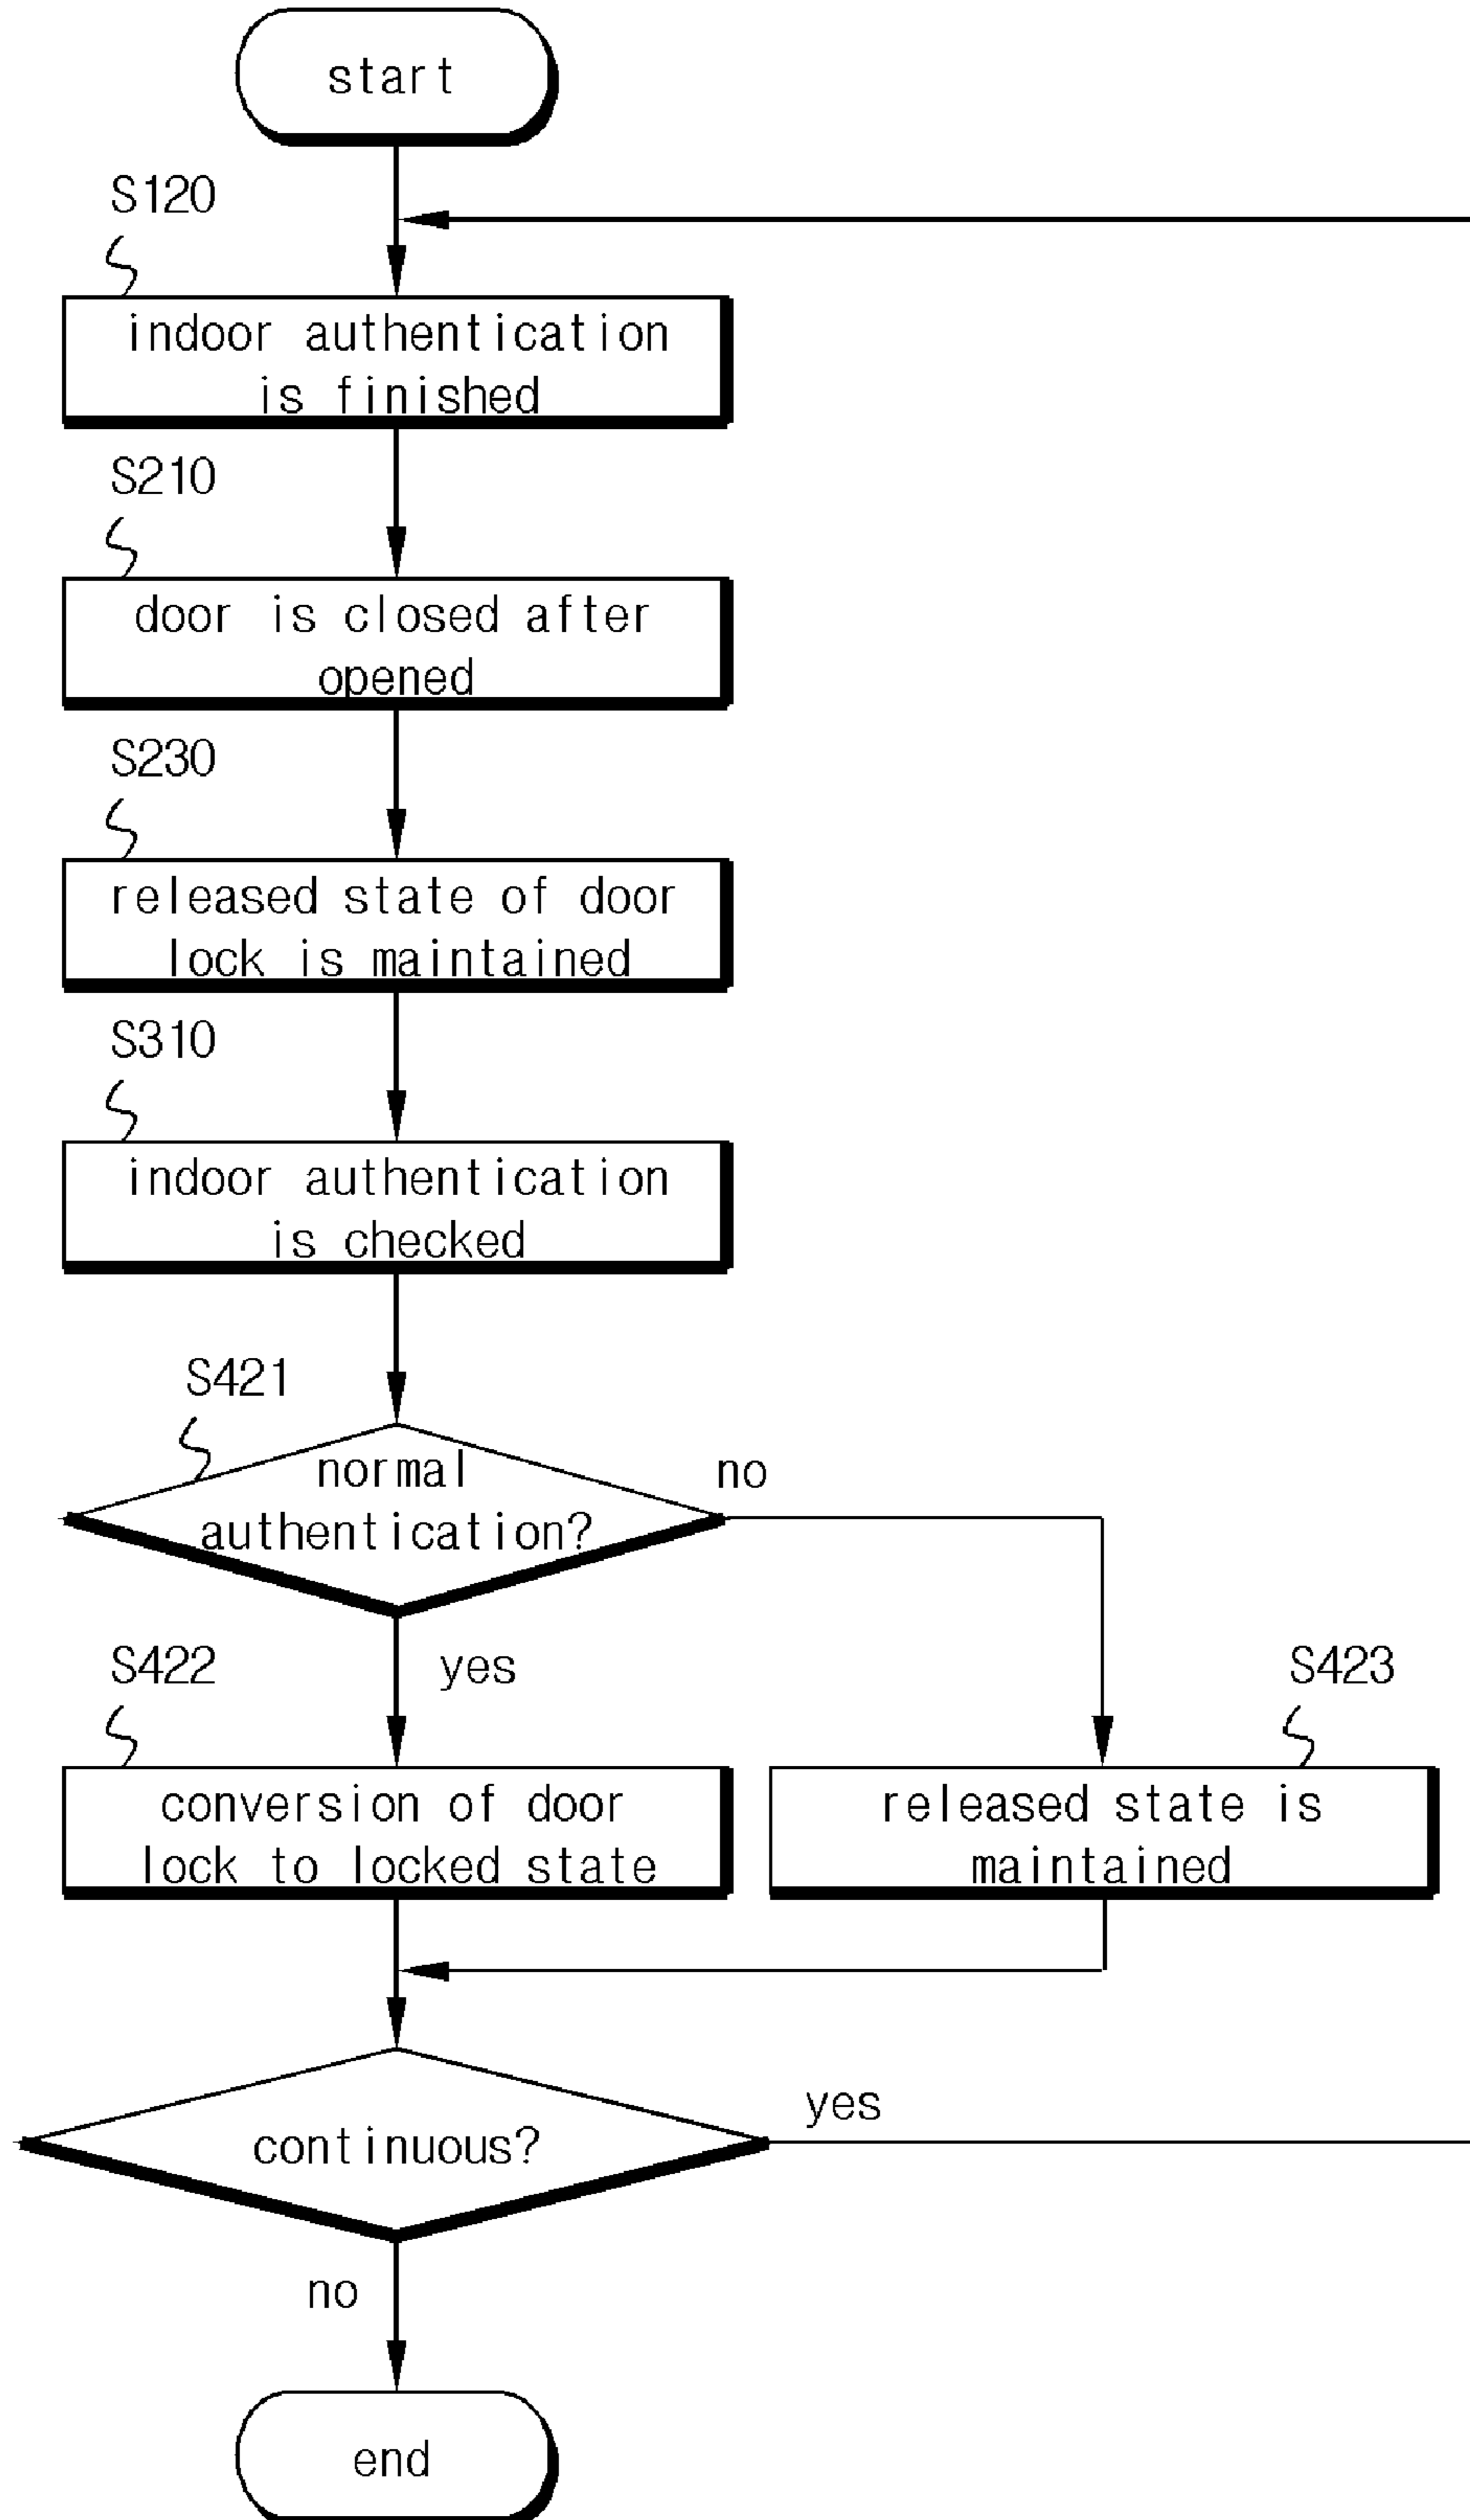 start
S120
indoor authentication
is finished
S210
door is closed after
opened
S230
released state of door
lock is maintained
S310
indoor authentication
is checked
S421
normal
authentication?
no
yes
S422
conversion of door
lock to locked state
S423
released state is
maintained
continuous?
yes
no
end